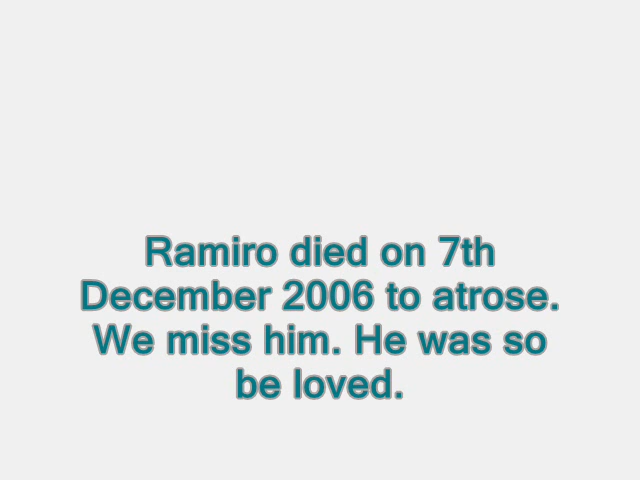 Ramiro died on 7th
December 2006 to atrose.
We miss him. He was so
be loved.